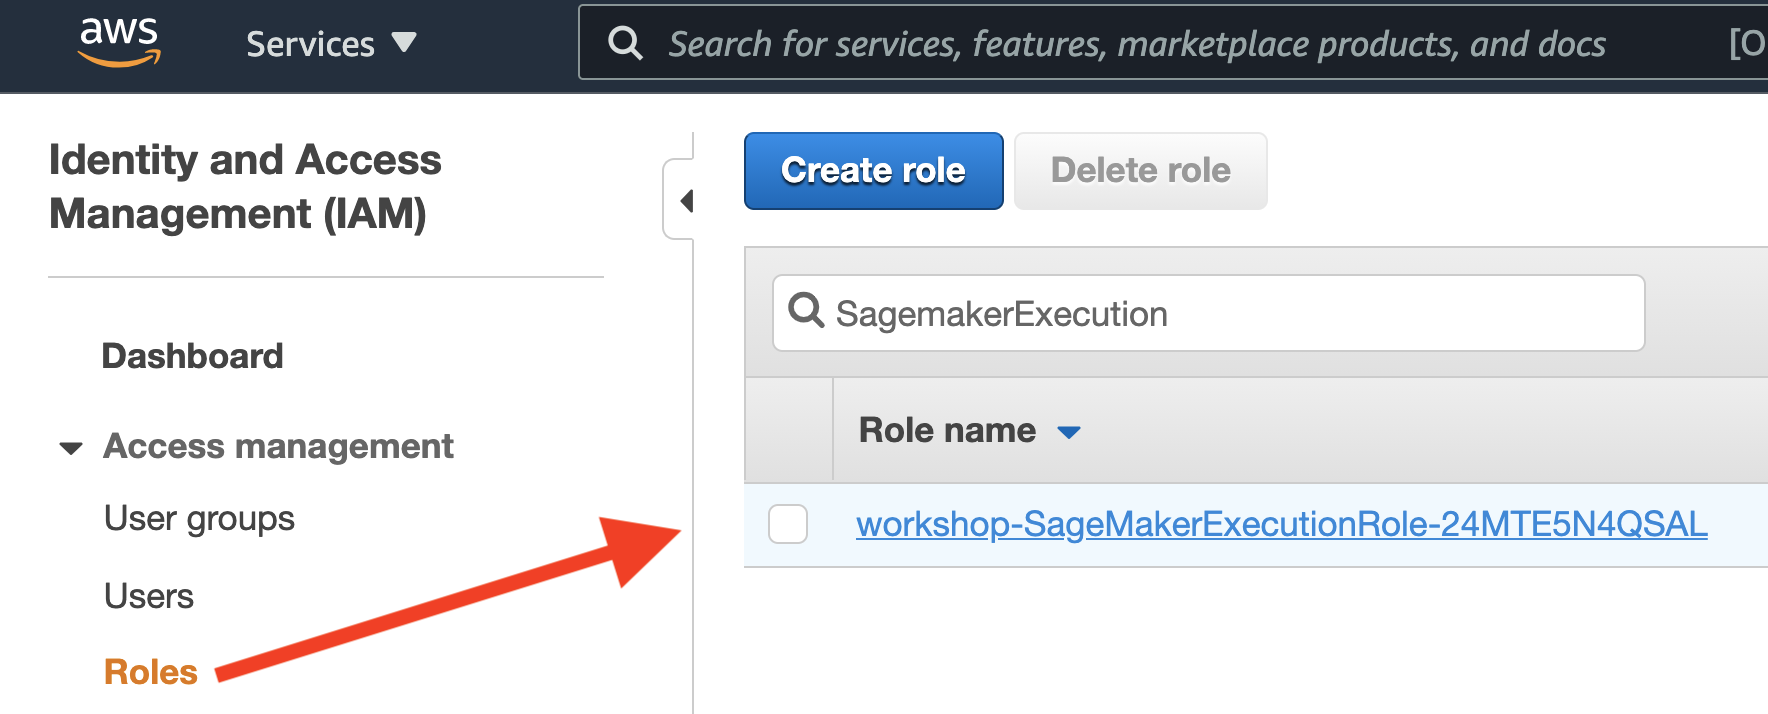 aws
Services
Search for services, features, marketplace products, and docs
[O
Identity and Access
Management (IAM)
Dashboard
Access management
User groups
Users
Roles
Create role
Delete role
SagemakerExecution
Role name
workshop-SageMakerExecutionRole-24MTE5N4QSAL